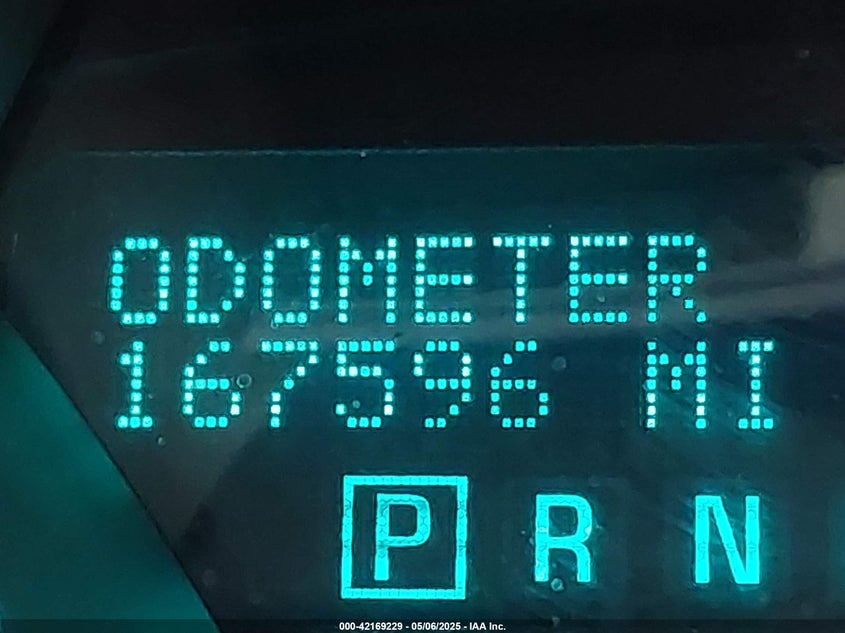 ODOMETER
167596 MI
P R N
000-42169229 - 05/06/2025 - IAA Inc.